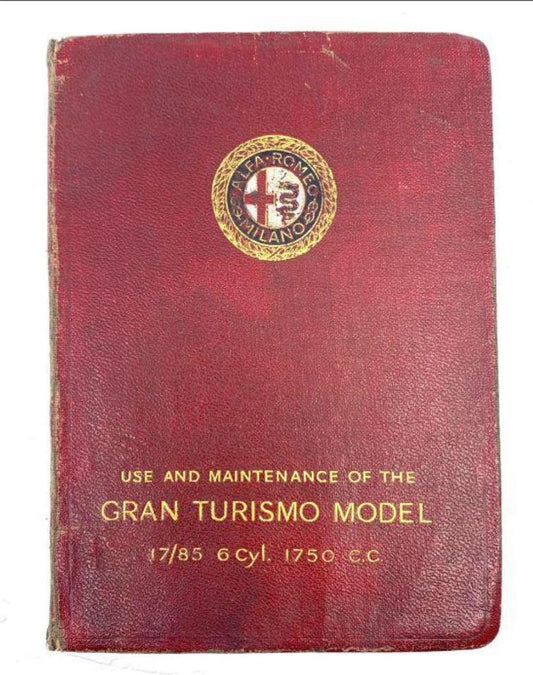 ALFA·ROMEO
MILANO
USE AND MAINTENANCE OF THE
GRAN TURISMO MODEL
17/85 6 Cyl. 1750 C.C.